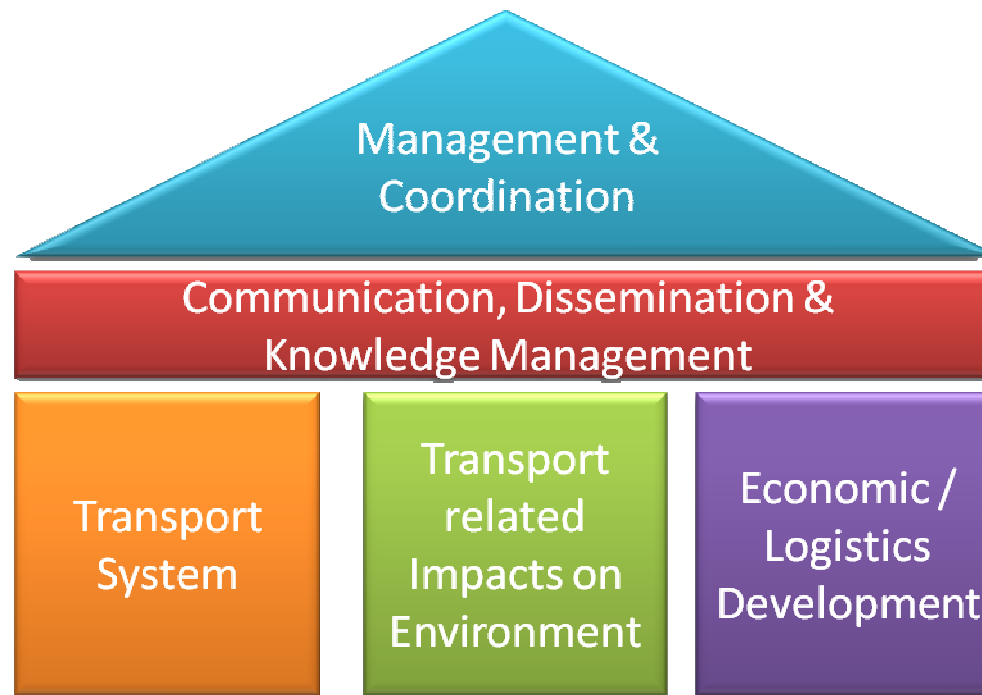 Management &
Coordination
Communication, Dissemination &
Knowledge Management
Transport
System
Transport
related
Impacts on
Environment
Economic /
Logistics
Development